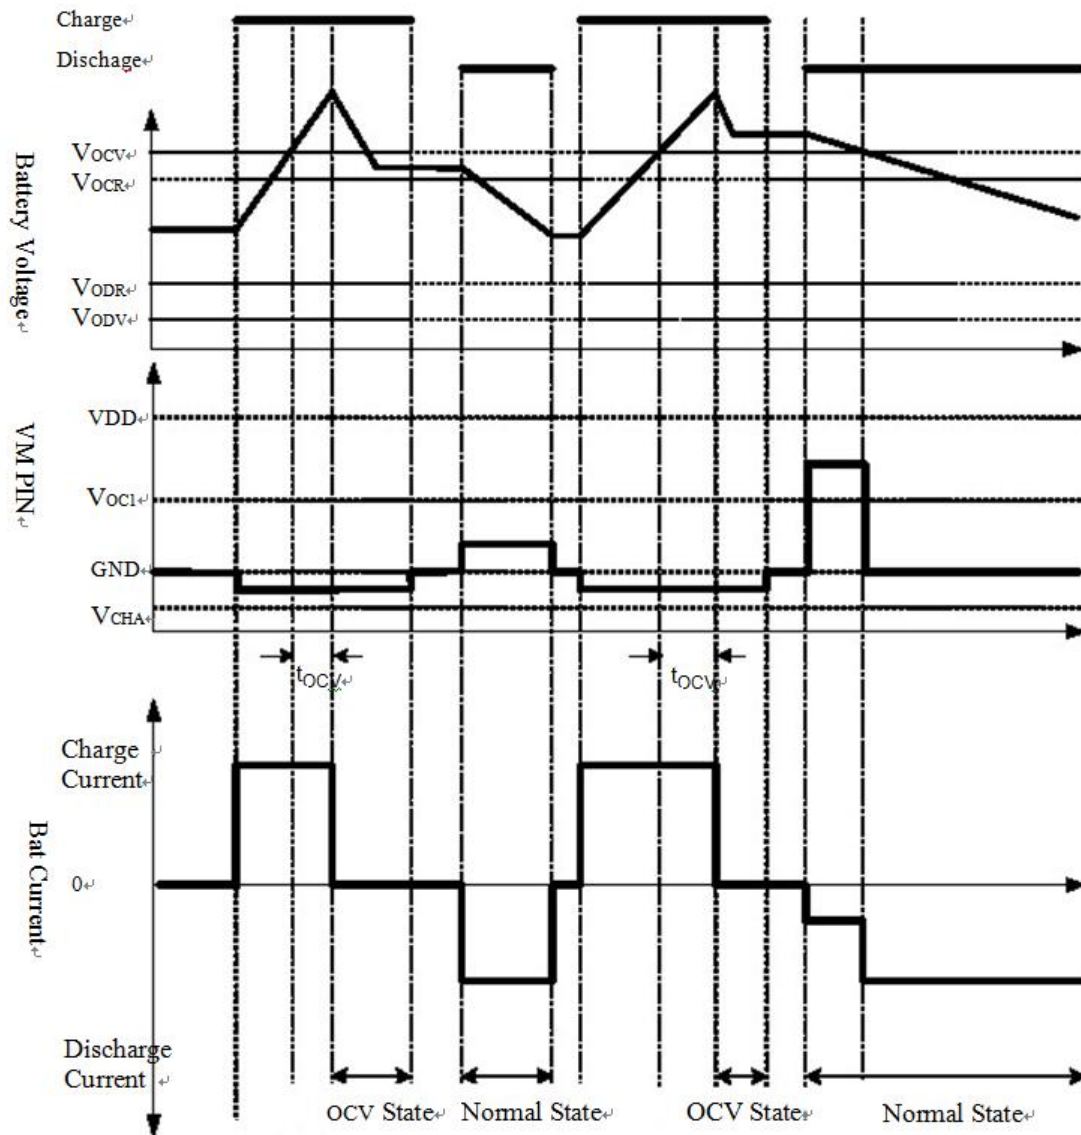 Charge↵
Dischage↵
Battery Voltage↵
VOCV↵
VOCR↵
VODR↵
VODV↵
VM PIN↵
VDD↵
VOC1↵
GND↵
VCHA↵
tOCV↵ tOCV↵
Bat Current↵
Charge ↵
Current↵
0↵
Discharge
Current ↵
OCV State↵ Normal State↵ OCV State↵ Normal State↵